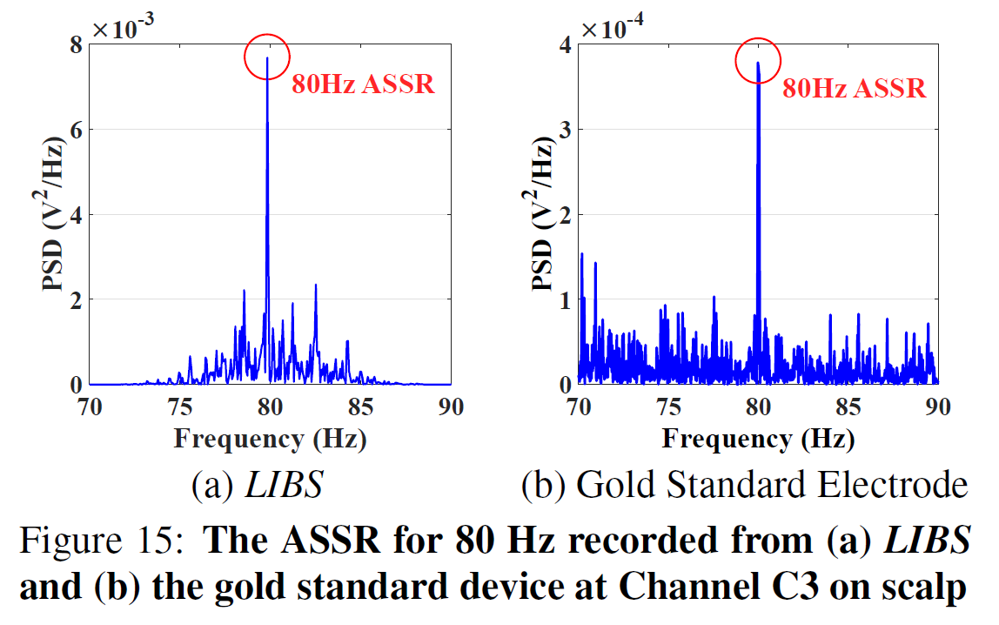 ×10⁻³
8
6
4
2
0
70 75 80 85 90
PSD (V²/Hz)
Frequency (Hz)
80Hz ASSR
(a) LIBS
×10⁻⁴
4
3
2
1
0
70 75 80 85 90
PSD (V²/Hz)
Frequency (Hz)
80Hz ASSR
(b) Gold Standard Electrode
Figure 15: The ASSR for 80 Hz recorded from (a) LIBS
and (b) the gold standard device at Channel C3 on scalp